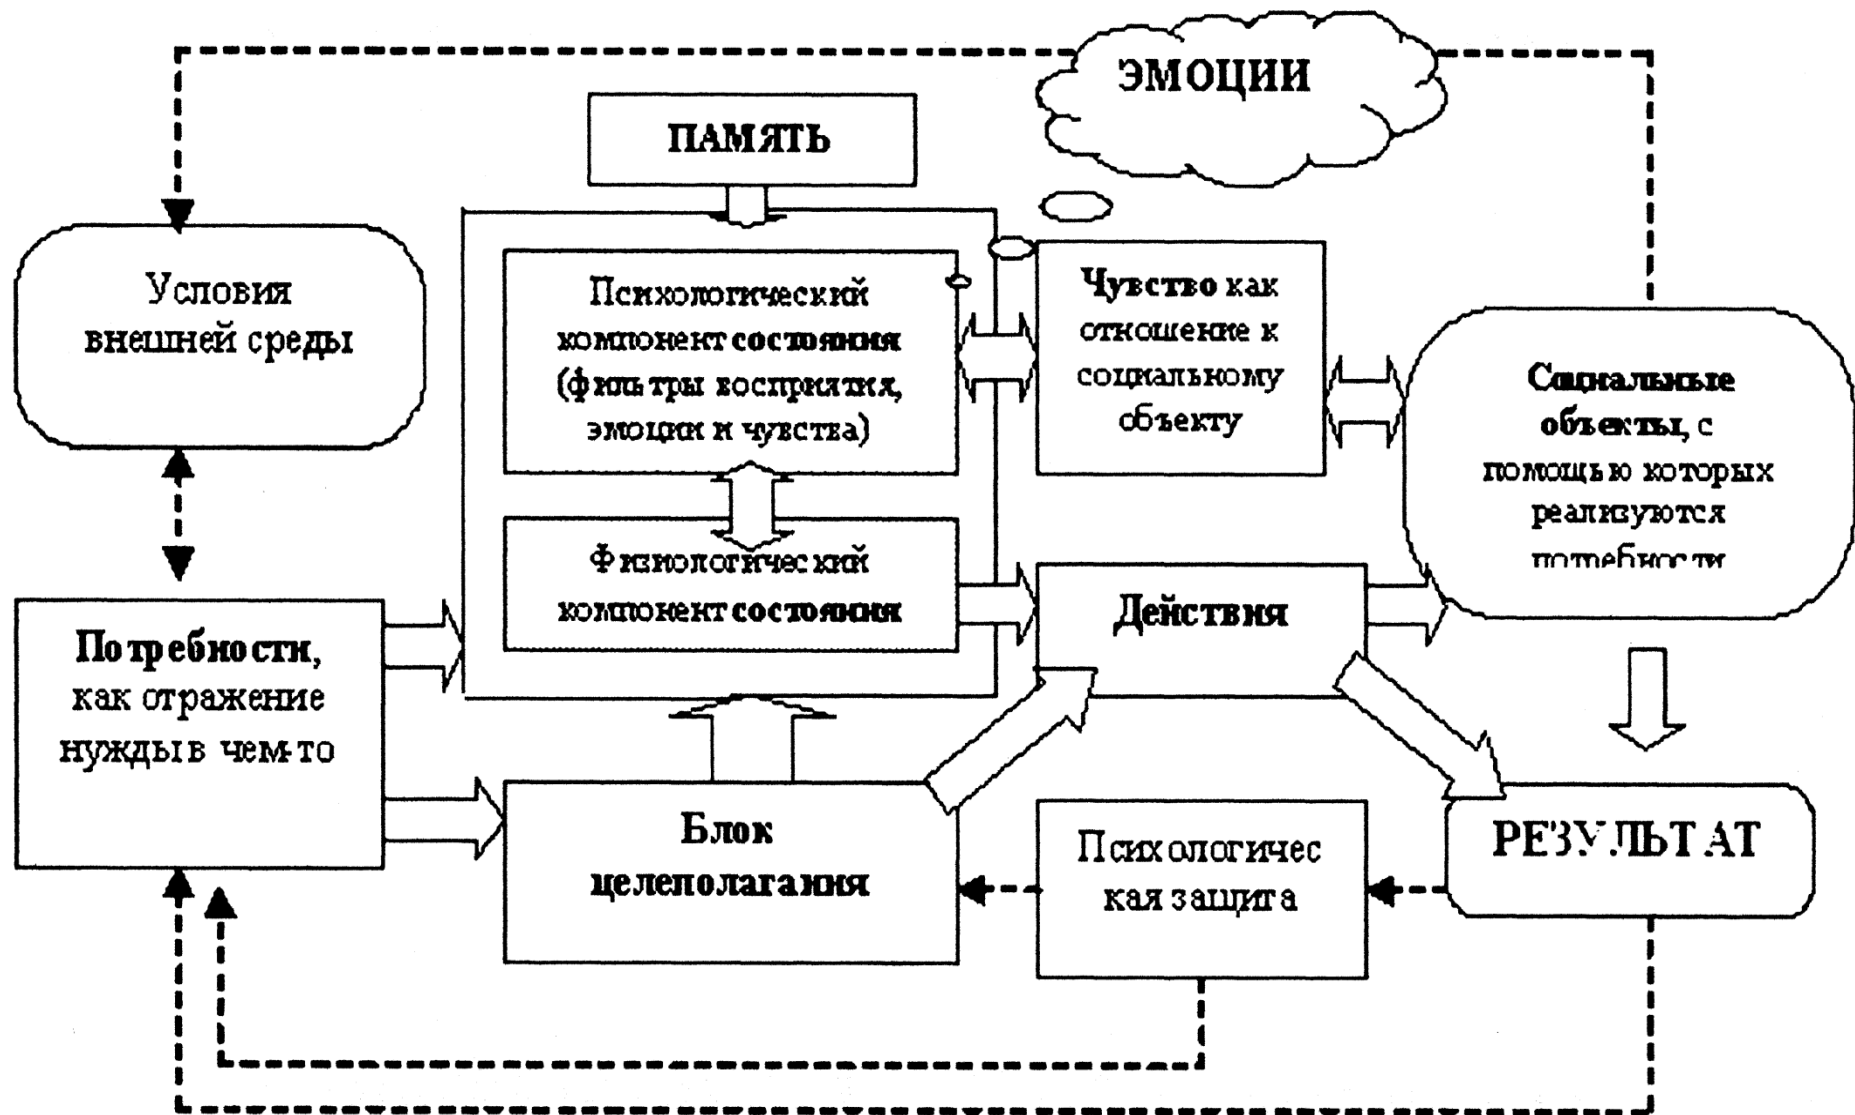 ЭМОЦИИ
ПАМЯТЬ
Условия
внешней среды
Психологический
компонент состояния
(фильтры восприятия,
эмоции и чувства)
Чувство как
отношение к
социальному
объекту
Социальные
объекты, с
помощью которых
реализуются
потребности
Физиологический
компонент состояния
Действия
Потребности,
как отражение
нужды в чем-то
Блок
целеполагания
Психологичес
кая защита
РЕЗУЛЬТАТ